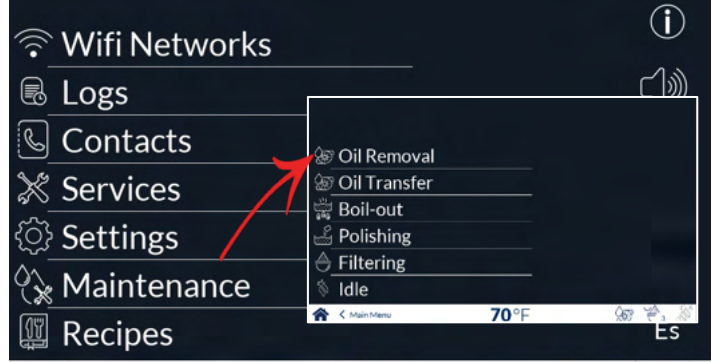 Wifi Networks
Logs
Contacts
Services
Settings
Maintenance
Recipes
Oil Removal
Oil Transfer
Boil-out
Polishing
Filtering
Idle
< Main Menu 70°F 3
Es